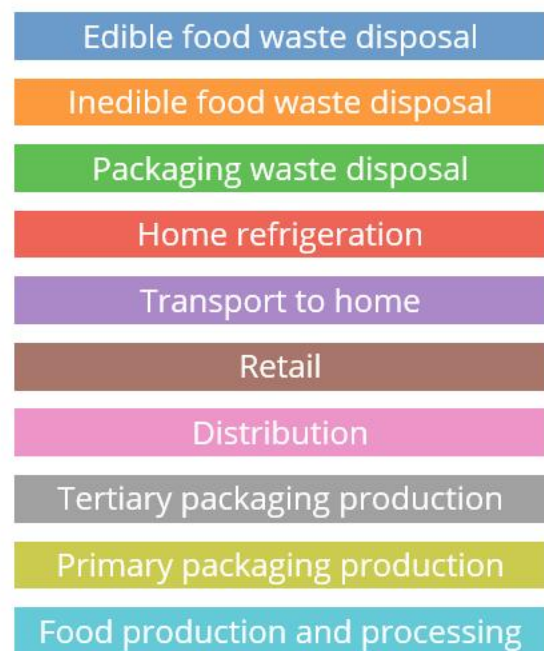 Edible food waste disposal
Inedible food waste disposal
Packaging waste disposal
Home refrigeration
Transport to home
Retail
Distribution
Tertiary packaging production
Primary packaging production
Food production and processing